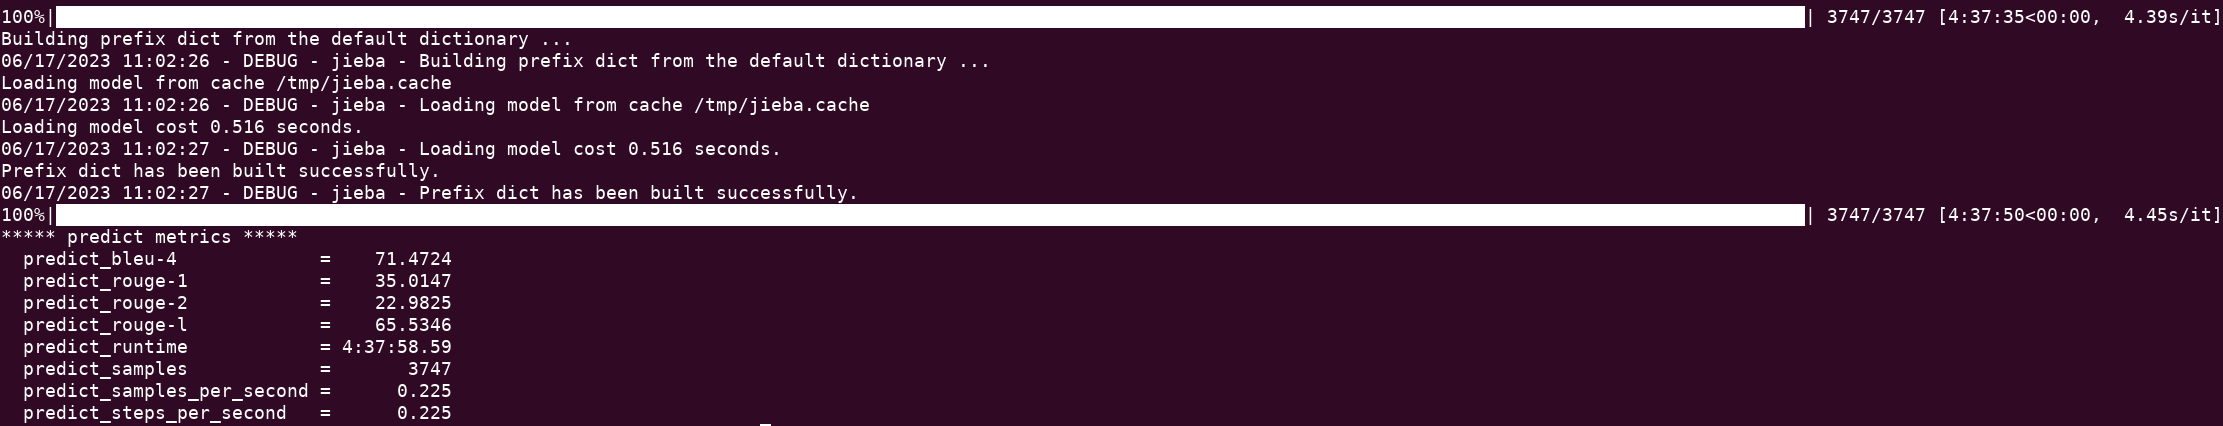 100%| | 3747/3747 [4:37:35<00:00,  4.39s/it]
Building prefix dict from the default dictionary ...
06/17/2023 11:02:26 - DEBUG - jieba - Building prefix dict from the default dictionary ...
Loading model from cache /tmp/jieba.cache
06/17/2023 11:02:26 - DEBUG - jieba - Loading model from cache /tmp/jieba.cache
Loading model cost 0.516 seconds.
06/17/2023 11:02:27 - DEBUG - jieba - Loading model cost 0.516 seconds.
Prefix dict has been built successfully.
06/17/2023 11:02:27 - DEBUG - jieba - Prefix dict has been built successfully.
100%| | 3747/3747 [4:37:50<00:00,  4.45s/it]
***** predict metrics *****
  predict_bleu-4             =    71.4724
  predict_rouge-1            =    35.0147
  predict_rouge-2            =    22.9825
  predict_rouge-l            =    65.5346
  predict_runtime            = 4:37:58.59
  predict_samples            =       3747
  predict_samples_per_second =      0.225
  predict_steps_per_second   =      0.225